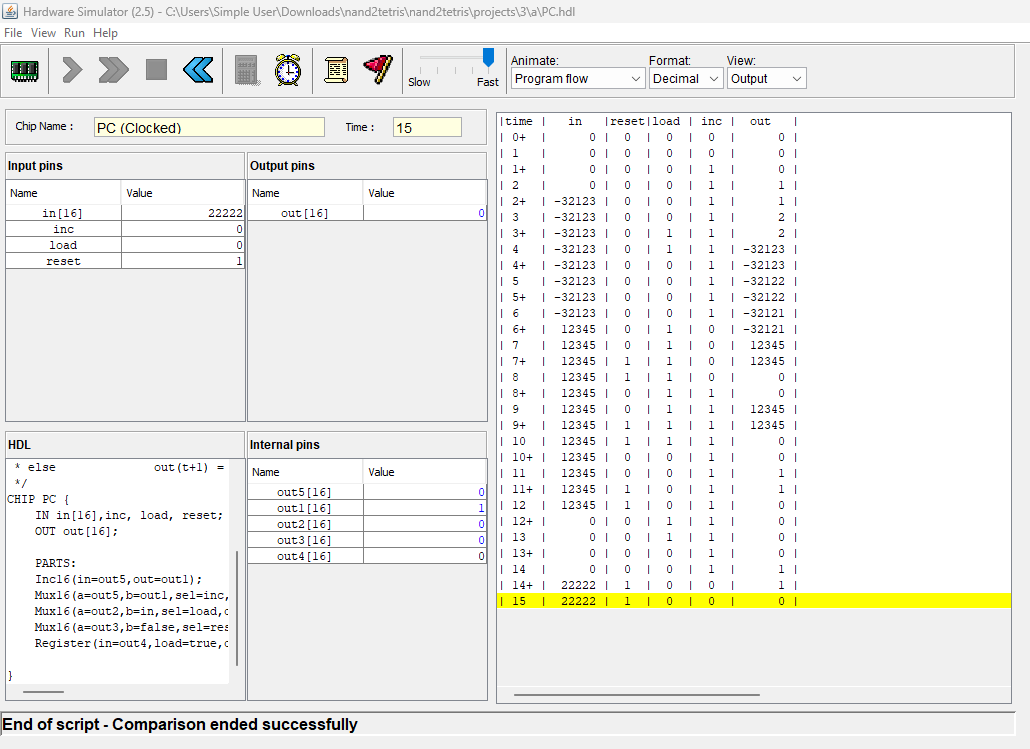 Hardware Simulator (2.5) - C:\Users\Simple User\Downloads\nand2tetris\nand2tetris\projects\3\a\PC.hdl
File View Run Help
Slow Fast
Animate: Format: View:
Program flow Decimal Output
Chip Name : PC (Clocked) Time : 15
Input pins
Name Value
in[16] 22222
inc 0
load 0
reset 1
Output pins
Name Value
out[16] 0
HDL
* else out(t+1) =
*/
CHIP PC {
IN in[16],inc, load, reset;
OUT out[16];
PARTS:
Inc16(in=out5,out=out1);
Mux16(a=out5,b=out1,sel=inc,
Mux16(a=out2,b=in,sel=load,o
Mux16(a=out3,b=false,sel=res
Register(in=out4,load=true,o
}
Internal pins
Name Value
out5[16] 0
out1[16] 1
out2[16] 0
out3[16] 0
out4[16] 0
|time | in |reset|load | inc | out |
| 0+ | 0 | 0 | 0 | 0 | 0 |
| 1 | 0 | 0 | 0 | 0 | 0 |
| 1+ | 0 | 0 | 0 | 1 | 0 |
| 2 | 0 | 0 | 0 | 1 | 1 |
| 2+ | -32123 | 0 | 0 | 1 | 1 |
| 3 | -32123 | 0 | 0 | 1 | 2 |
| 3+ | -32123 | 0 | 1 | 1 | 2 |
| 4 | -32123 | 0 | 1 | 1 | -32123 |
| 4+ | -32123 | 0 | 0 | 1 | -32123 |
| 5 | -32123 | 0 | 0 | 1 | -32122 |
| 5+ | -32123 | 0 | 0 | 1 | -32122 |
| 6 | -32123 | 0 | 0 | 1 | -32121 |
| 6+ | 12345 | 0 | 1 | 0 | -32121 |
| 7 | 12345 | 0 | 1 | 0 | 12345 |
| 7+ | 12345 | 1 | 1 | 0 | 12345 |
| 8 | 12345 | 1 | 1 | 0 | 0 |
| 8+ | 12345 | 0 | 1 | 1 | 0 |
| 9 | 12345 | 0 | 1 | 1 | 12345 |
| 9+ | 12345 | 1 | 1 | 1 | 12345 |
| 10 | 12345 | 1 | 1 | 1 | 0 |
| 10+ | 12345 | 0 | 0 | 1 | 0 |
| 11 | 12345 | 0 | 0 | 1 | 1 |
| 11+ | 12345 | 1 | 0 | 1 | 1 |
| 12 | 12345 | 1 | 0 | 1 | 0 |
| 12+ | 0 | 0 | 1 | 1 | 0 |
| 13 | 0 | 0 | 1 | 1 | 0 |
| 13+ | 0 | 0 | 0 | 1 | 0 |
| 14 | 0 | 0 | 0 | 1 | 1 |
| 14+ | 22222 | 1 | 0 | 0 | 1 |
| 15 | 22222 | 1 | 0 | 0 | 0 |
End of script - Comparison ended successfully